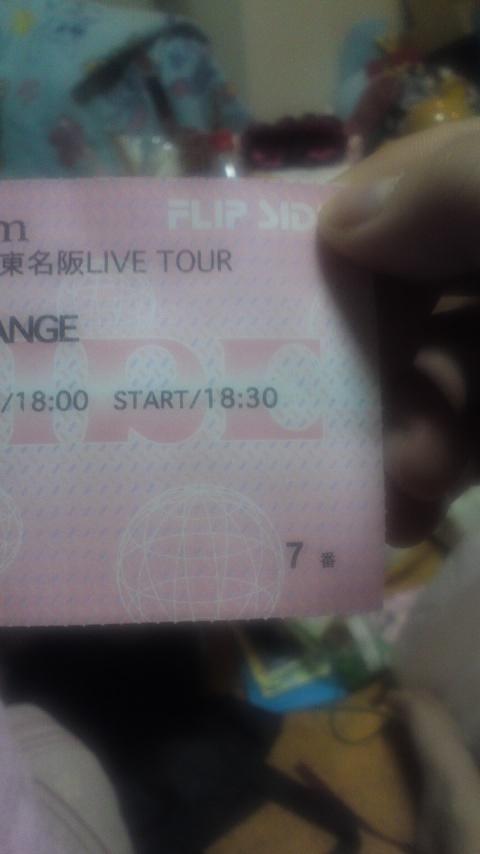 FLIP SID
m
東名阪LIVE TOUR
ANGE
/18:00 START/18:30
7 番